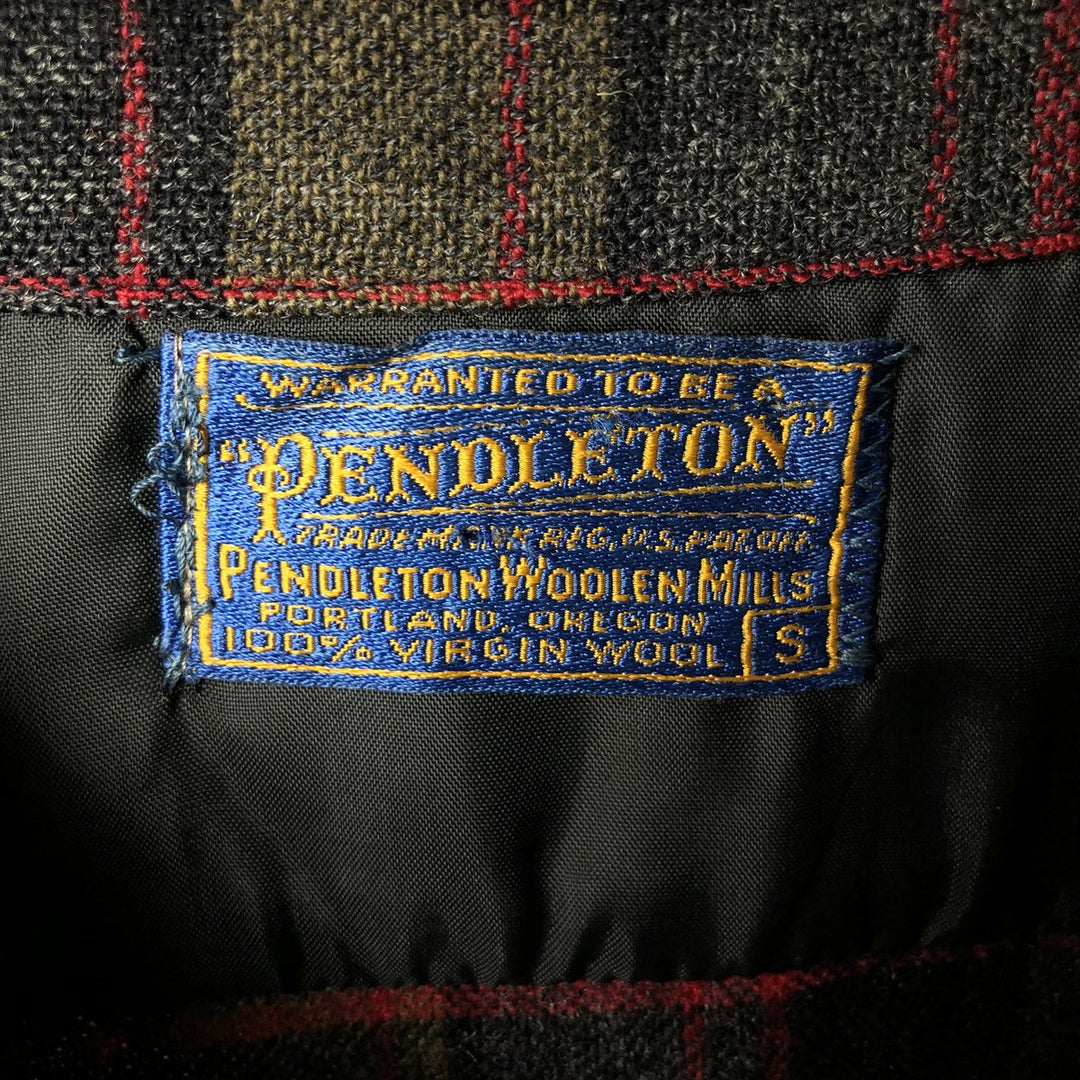 WARRANTED TO BE A
"PENDLETON"
TRADE MARK REG. U.S. PAT. OFF.
PENDLETON WOOLEN MILLS
PORTLAND, OREGON
100% VIRGIN WOOL S